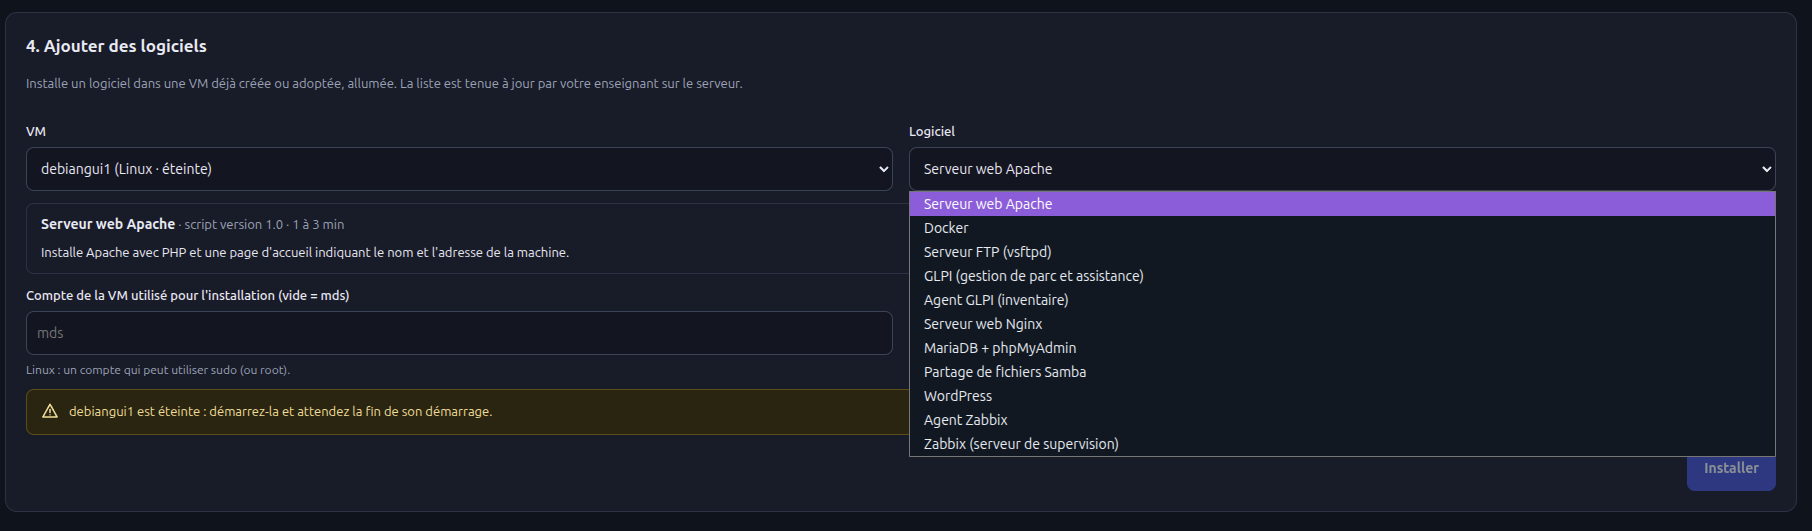 4. Ajouter des logiciels
Installe un logiciel dans une VM déjà créée ou adoptée, allumée. La liste est tenue à jour par votre enseignant sur le serveur.
VM
debiangui1 (Linux · éteinte)
Serveur web Apache · script version 1.0 · 1 à 3 min
Installe Apache avec PHP et une page d'accueil indiquant le nom et l'adresse de la machine.
Compte de la VM utilisé pour l'installation (vide = mds)
mds
Linux : un compte qui peut utiliser sudo (ou root).
debiangui1 est éteinte : démarrez-la et attendez la fin de son démarrage.
Logiciel
Serveur web Apache
Serveur web Apache
Docker
Serveur FTP (vsftpd)
GLPI (gestion de parc et assistance)
Agent GLPI (inventaire)
Serveur web Nginx
MariaDB + phpMyAdmin
Partage de fichiers Samba
WordPress
Agent Zabbix
Zabbix (serveur de supervision)
Installer